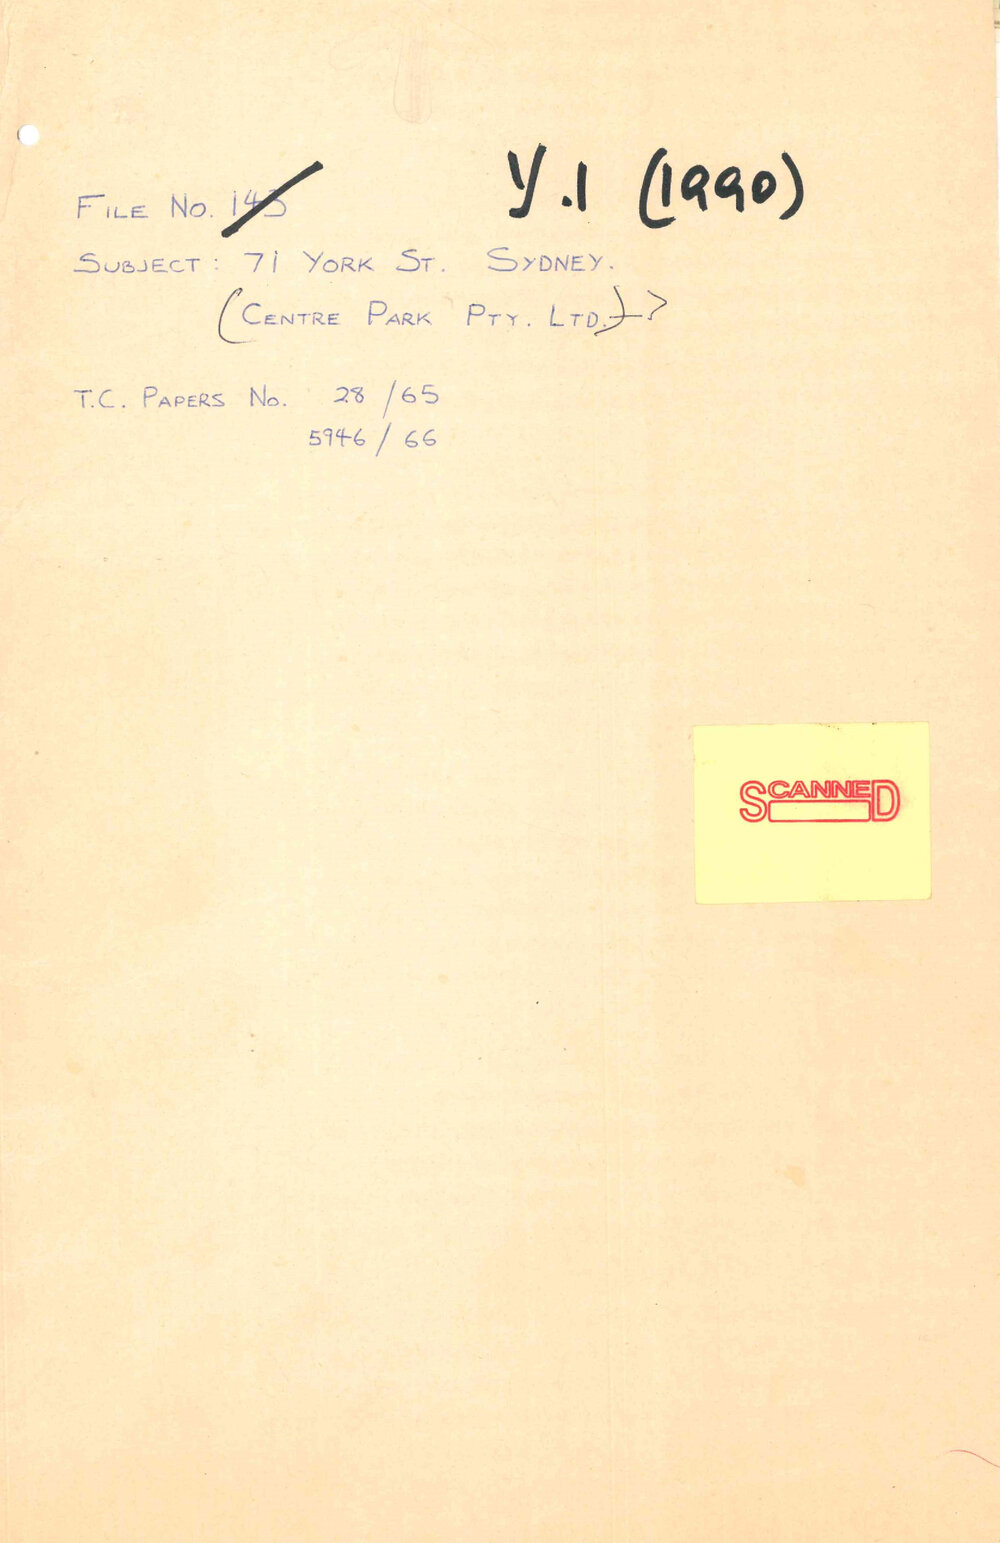 Y.1 (1990)
FILE NO. 143
SUBJECT: 71 YORK ST. SYDNEY.
(CENTRE PARK PTY. LTD.)
T.C. PAPERS NO. 28/65
5946/66
SCANNED